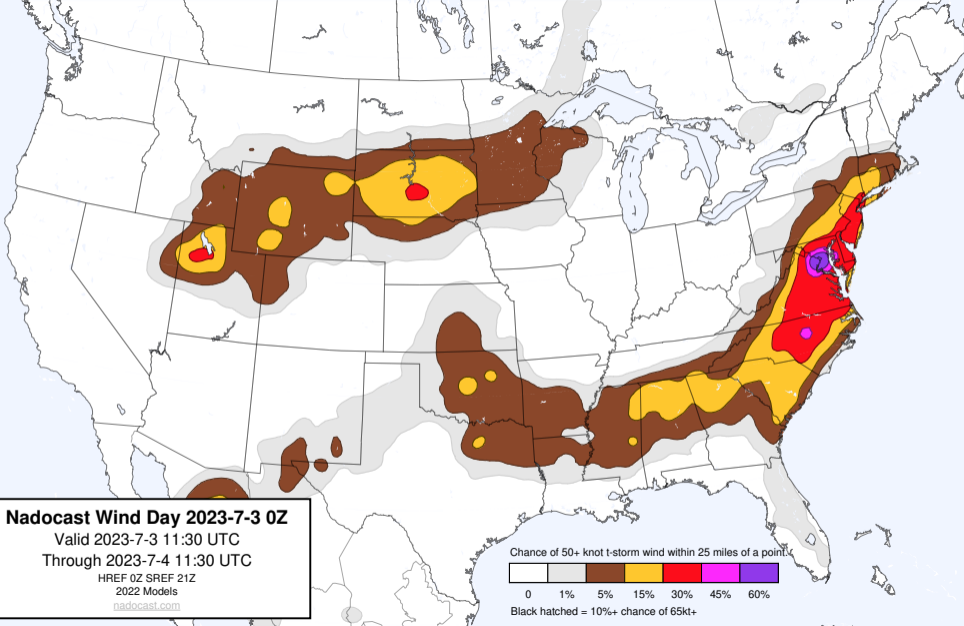 Nadocast Wind Day 2023-7-3 0Z
Valid 2023-7-3 11:30 UTC
Through 2023-7-4 11:30 UTC
HREF 0Z SREF 21Z
2022 Models
nadocast.com
Chance of 50+ knot t-storm wind within 25 miles of a point.
0 1% 5% 15% 30% 45% 60%
Black hatched = 10%+ chance of 65kt+